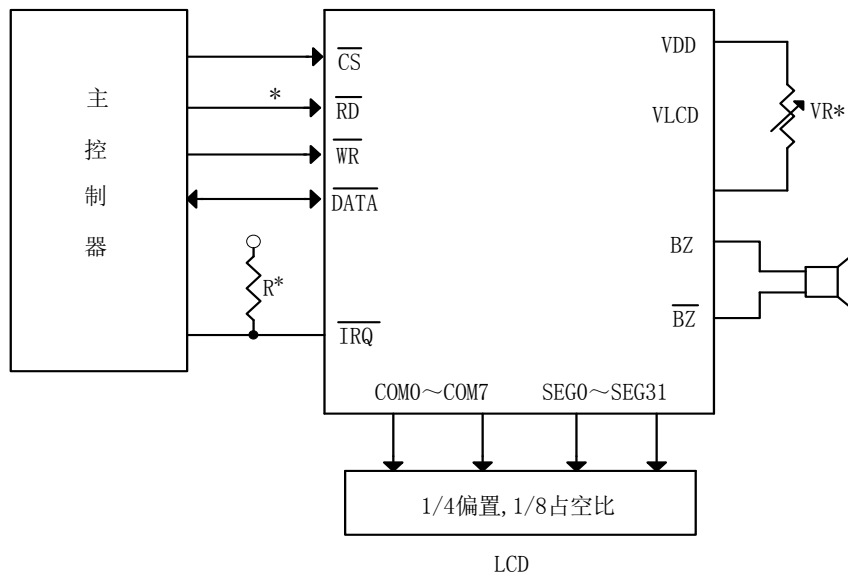 主
控
制
器
CS
*
RD
WR
DATA
R*
IRQ
VDD
VLCD
VR*
BZ
BZ
COM0～COM7
SEG0～SEG31
1/4偏置,1/8占空比
LCD